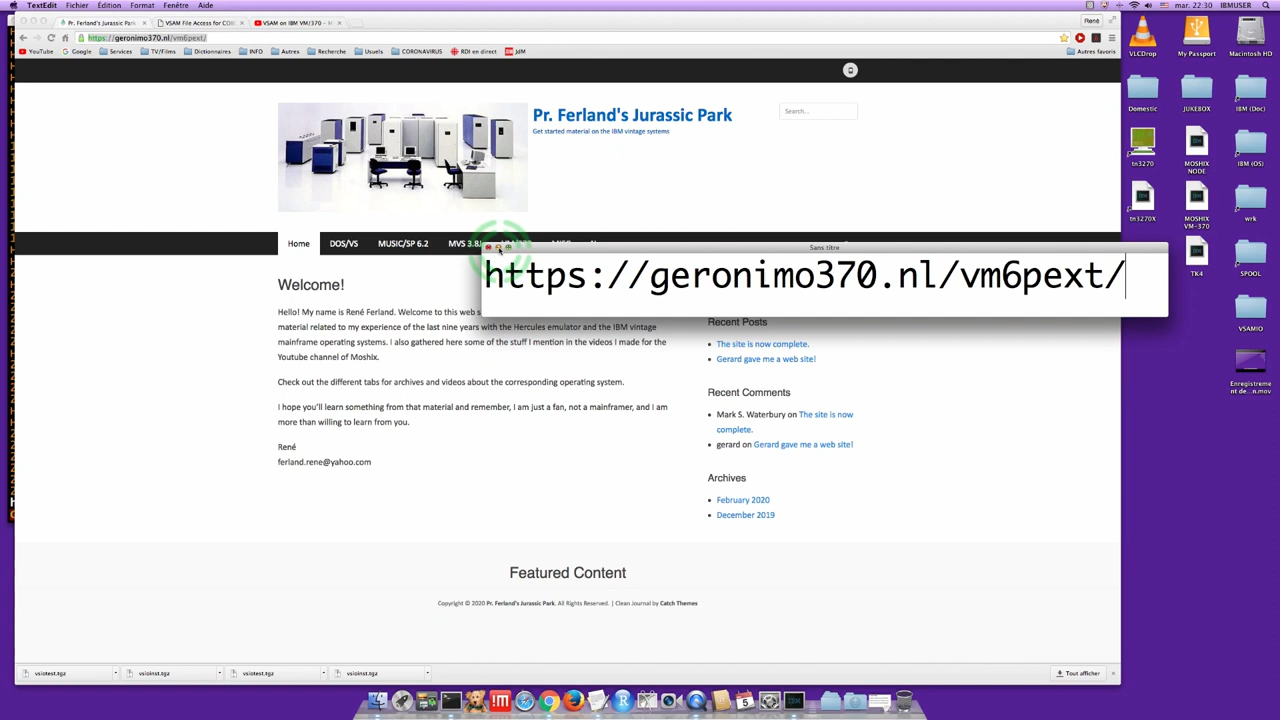 TextEdit Fichier Édition Format Fenêtre Aide
mar. 22:30 IBMUSER
Pr. Ferland's Jurassic Park
VSAM File Access for COB
VSAM on IBM VM/370 - M
René
https://geronimo370.nl/vm6pext/
YouTube Google Services TV/Films Dictionnaires INFO Autres Recherche Usuels CORONAVIRUS RDI en direct JdM
Autres favoris
Pr. Ferland's Jurassic Park
Get started material on the IBM vintage systems
Search...
Home DOS/VS MUSIC/SP 6.2 MVS 3.8J
Sans titre
https://geronimo370.nl/vm6pext/
Welcome!
Hello! My name is René Ferland. Welcome to this web s
material related to my experience of the last nine years with the Hercules emulator and the IBM vintage
mainframe operating systems. I also gathered here some of the stuff I mention in the videos I made for the
Youtube channel of Moshix.
Check out the different tabs for archives and videos about the corresponding operating system.
I hope you'll learn something from that material and remember, I am just a fan, not a mainframer, and I am
more than willing to learn from you.
René
ferland.rene@yahoo.com
Recent Posts
The site is now complete.
Gerard gave me a web site!
Recent Comments
Mark S. Waterbury on The site is now
complete.
gerard on Gerard gave me a web site!
Archives
February 2020
December 2019
Featured Content
Copyright © 2020 Pr. Ferland's Jurassic Park. All Rights Reserved. | Clean Journal by Catch Themes
vsiotest.tgz
vsioinst.tgz
vsiotest.tgz
vsioinst.tgz
Tout afficher
VLCDrop
My Passport
Macintosh HD
Domestic
JUKEBOX
IBM (Doc)
tn3270
MOSHIX
NODE
IBM (OS)
tn3270X
MOSHIX
VM-370
wrk
TK4
SPOOL
VSAMIO
Enregistreme
nt de...n.mov
5